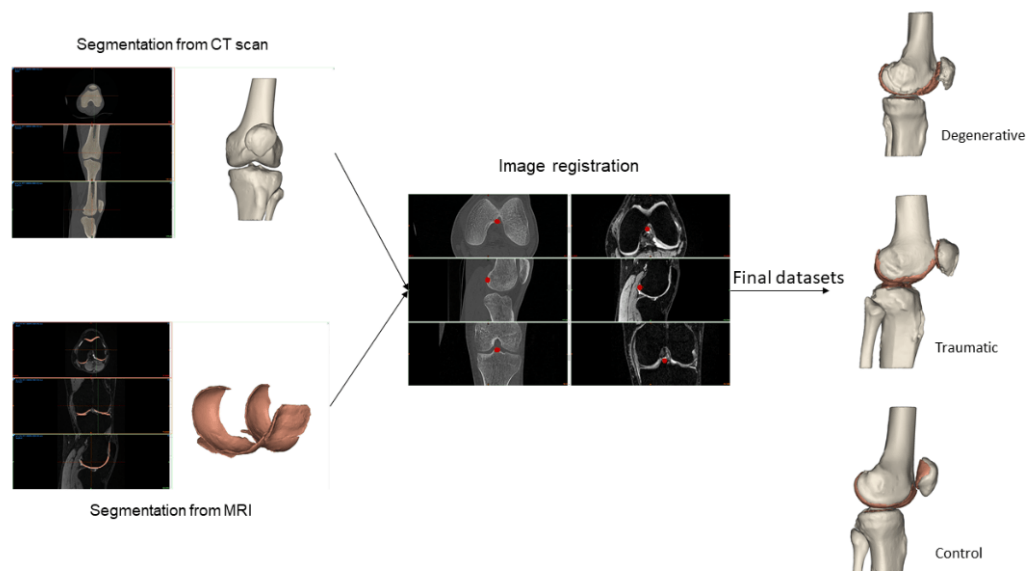 Segmentation from CT scan
Image registration
Segmentation from MRI
Final datasets
Degenerative
Traumatic
Control